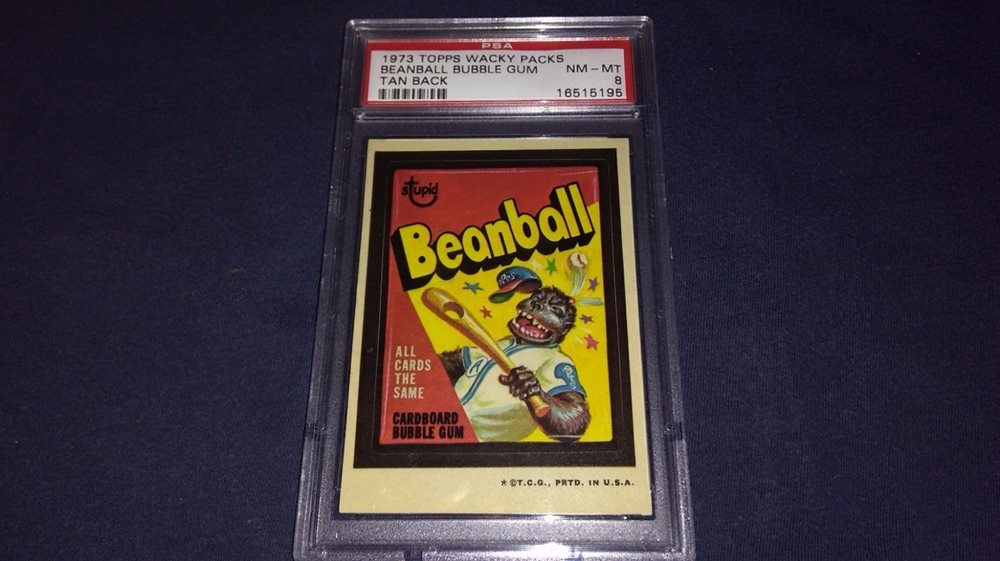 PSA
1973 TOPPS WACKY PACKS
BEANBALL BUBBLE GUM NM - MT
TAN BACK 8
16515195
stupid
Beanball
ALL
CARDS
THE
SAME
CARDBOARD
BUBBLE GUM
* ©T.C.G., PRTD. IN U.S.A.